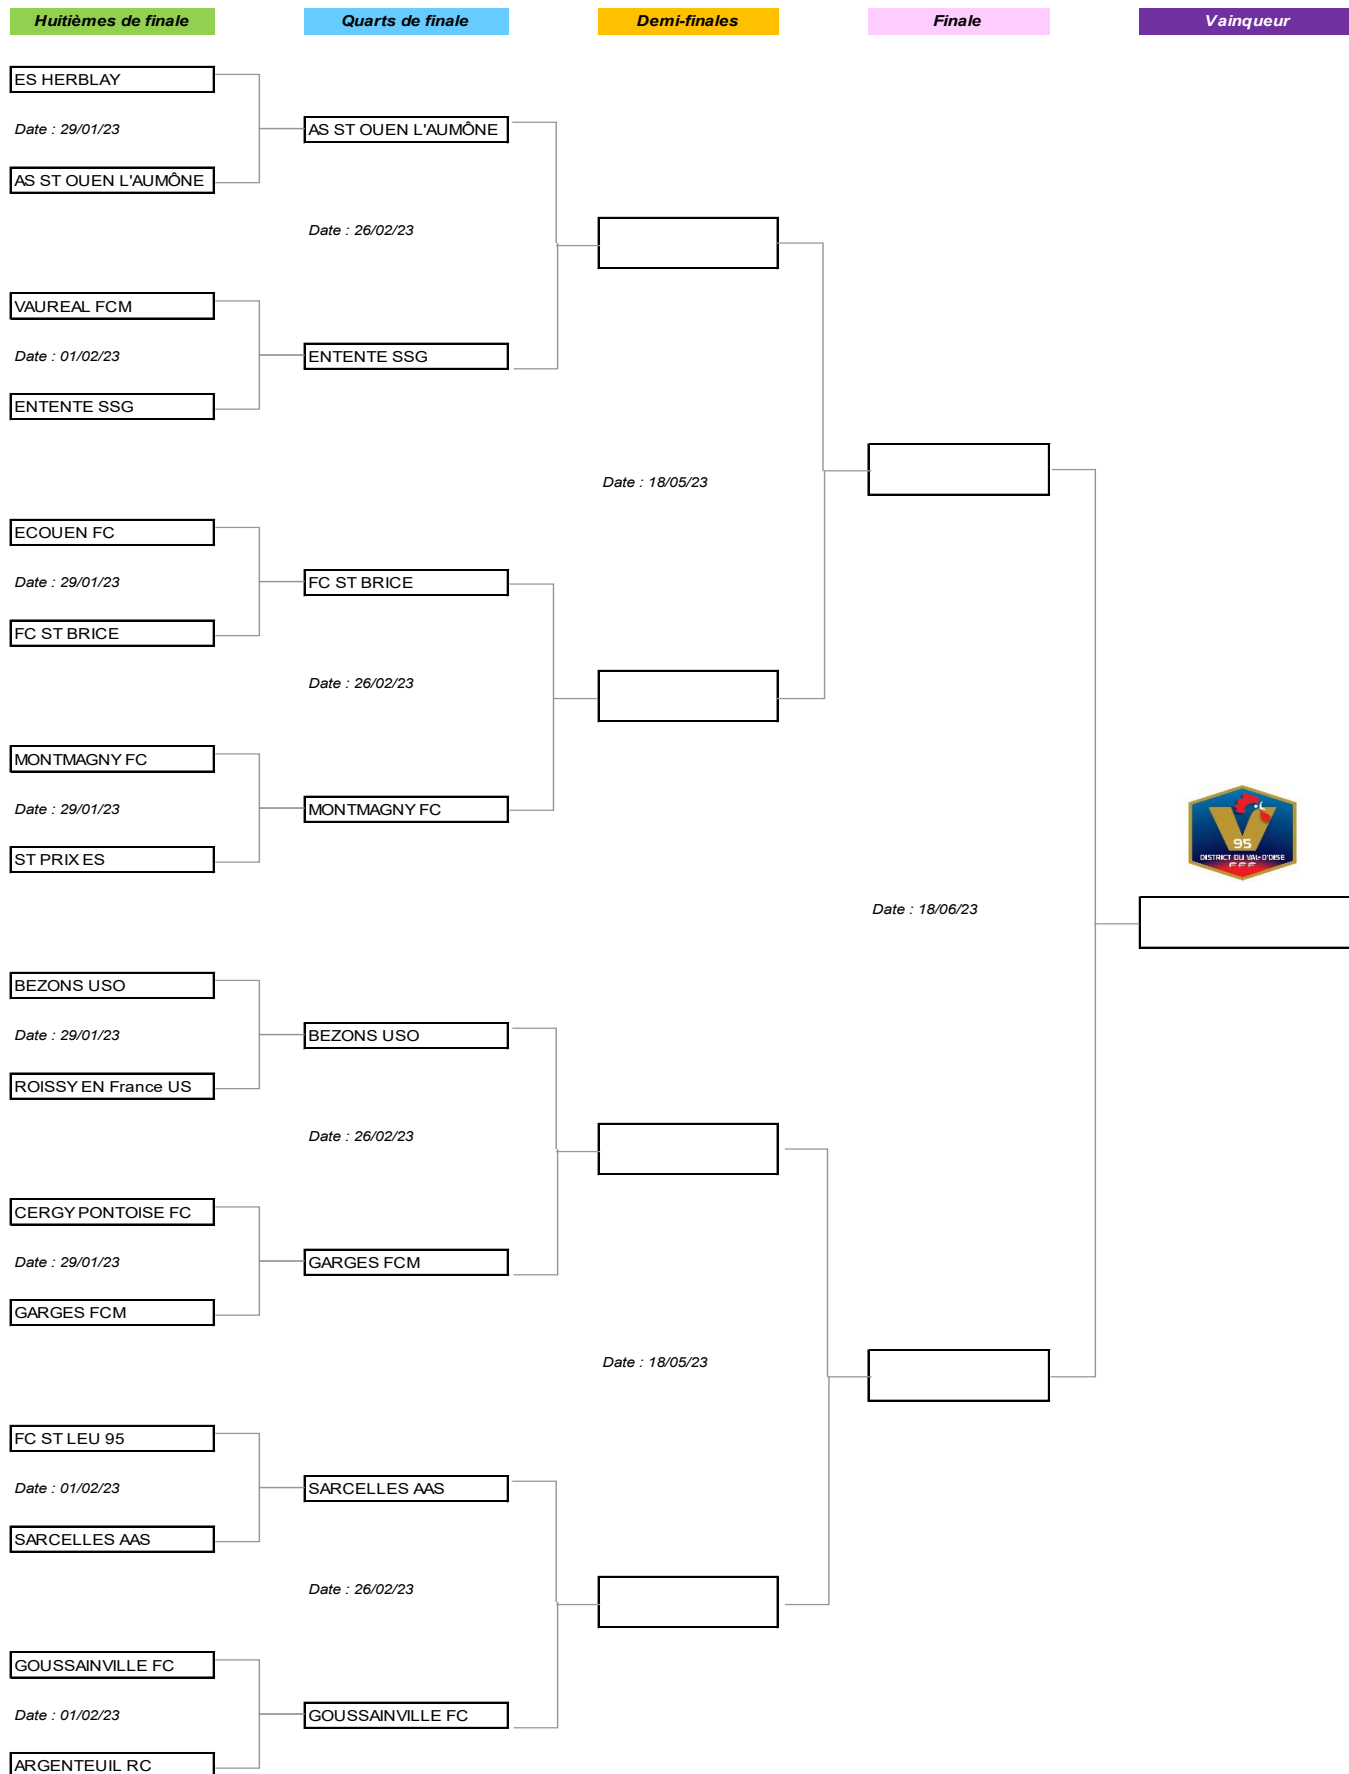 Huitièmes de finale
Quarts de finale
Demi-finales
Finale
Vainqueur
ES HERBLAY
Date : 29/01/23
AS ST OUEN L'AUMÔNE
AS ST OUEN L'AUMÔNE
Date : 26/02/23
VAUREAL FCM
Date : 01/02/23
ENTENTE SSG
ENTENTE SSG
Date : 18/05/23
ECOUEN FC
Date : 29/01/23
FC ST BRICE
FC ST BRICE
Date : 26/02/23
MONTMAGNY FC
Date : 29/01/23
MONTMAGNY FC
ST PRIX ES
95
DISTRICT DU VAL-D'OISE
FFF
Date : 18/06/23
BEZONS USO
Date : 29/01/23
BEZONS USO
ROISSY EN France US
Date : 26/02/23
CERGY PONTOISE FC
Date : 29/01/23
GARGES FCM
GARGES FCM
Date : 18/05/23
FC ST LEU 95
Date : 01/02/23
SARCELLES AAS
SARCELLES AAS
Date : 26/02/23
GOUSSAINVILLE FC
Date : 01/02/23
GOUSSAINVILLE FC
ARGENTEUIL RC